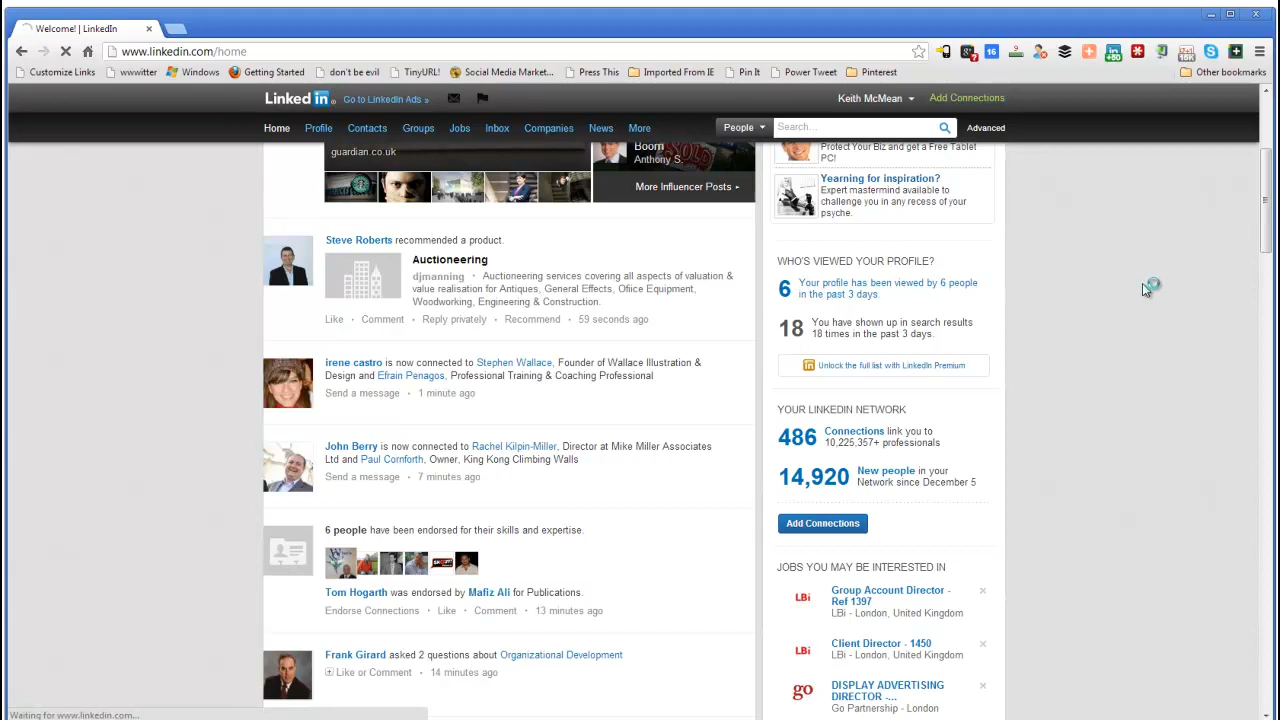 Welcome! | LinkedIn
www.linkedin.com/home
16
+50
15K
Customize Links
wwwitter
Windows
Getting Started
don't be evil
TinyURL!
Social Media Market...
Press This
Imported From IE
Pin It
Power Tweet
Pinterest
Other bookmarks
Linked in
Go to LinkedIn Ads »
Keith McMean
Add Connections
Home
Profile
Contacts
Groups
Jobs
Inbox
Companies
News
More
People
Search...
Advanced
guardian.co.uk
Boom
Anthony S.
More Influencer Posts
Steve Roberts recommended a product.
Auctioneering
djmanning · Auctioneering services covering all aspects of valuation &
value realisation for Antiques, General Effects, Ofiice Equipment,
Woodworking, Engineering & Construction.
Like · Comment · Reply privately · Recommend · 59 seconds ago
irene castro is now connected to Stephen Wallace, Founder of Wallace Illustration &
Design and Efrain Penagos, Professional Training & Coaching Professional
Send a message · 1 minute ago
John Berry is now connected to Rachel Kilpin-Miller, Director at Mike Miller Associates
Ltd and Paul Cornforth, Owner, King Kong Climbing Walls
Send a message · 7 minutes ago
6 people have been endorsed for their skills and expertise.
Tom Hogarth was endorsed by Mafiz Ali for Publications.
Endorse Connections · Like · Comment · 13 minutes ago
Frank Girard asked 2 questions about Organizational Development
Like or Comment · 14 minutes ago
Protect Your Biz and get a Free Tablet
PC!
Yearning for inspiration?
Expert mastermind available to
challenge you in any recess of your
psyche.
WHO'S VIEWED YOUR PROFILE?
6 Your profile has been viewed by 6 people
in the past 3 days.
18 You have shown up in search results
18 times in the past 3 days.
Unlock the full list with LinkedIn Premium
YOUR LINKEDIN NETWORK
486 Connections link you to
10,225,357+ professionals
14,920 New people in your
Network since December 5
Add Connections
JOBS YOU MAY BE INTERESTED IN
LBi
Group Account Director -
Ref 1397
LBi - London, United Kingdom
LBi
Client Director - 1450
LBi - London, United Kingdom
go
DISPLAY ADVERTISING
DIRECTOR -...
Go Partnership - London
Waiting for www.linkedin.com...